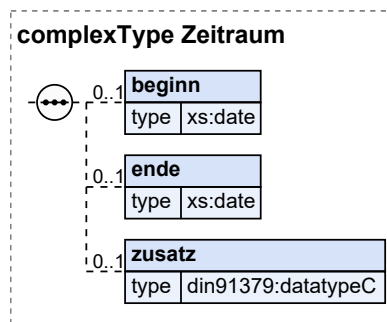 complexType Zeitraum
0..1 beginn
type xs:date
0..1 ende
type xs:date
0..1 zusatz
type din91379:datatypeC